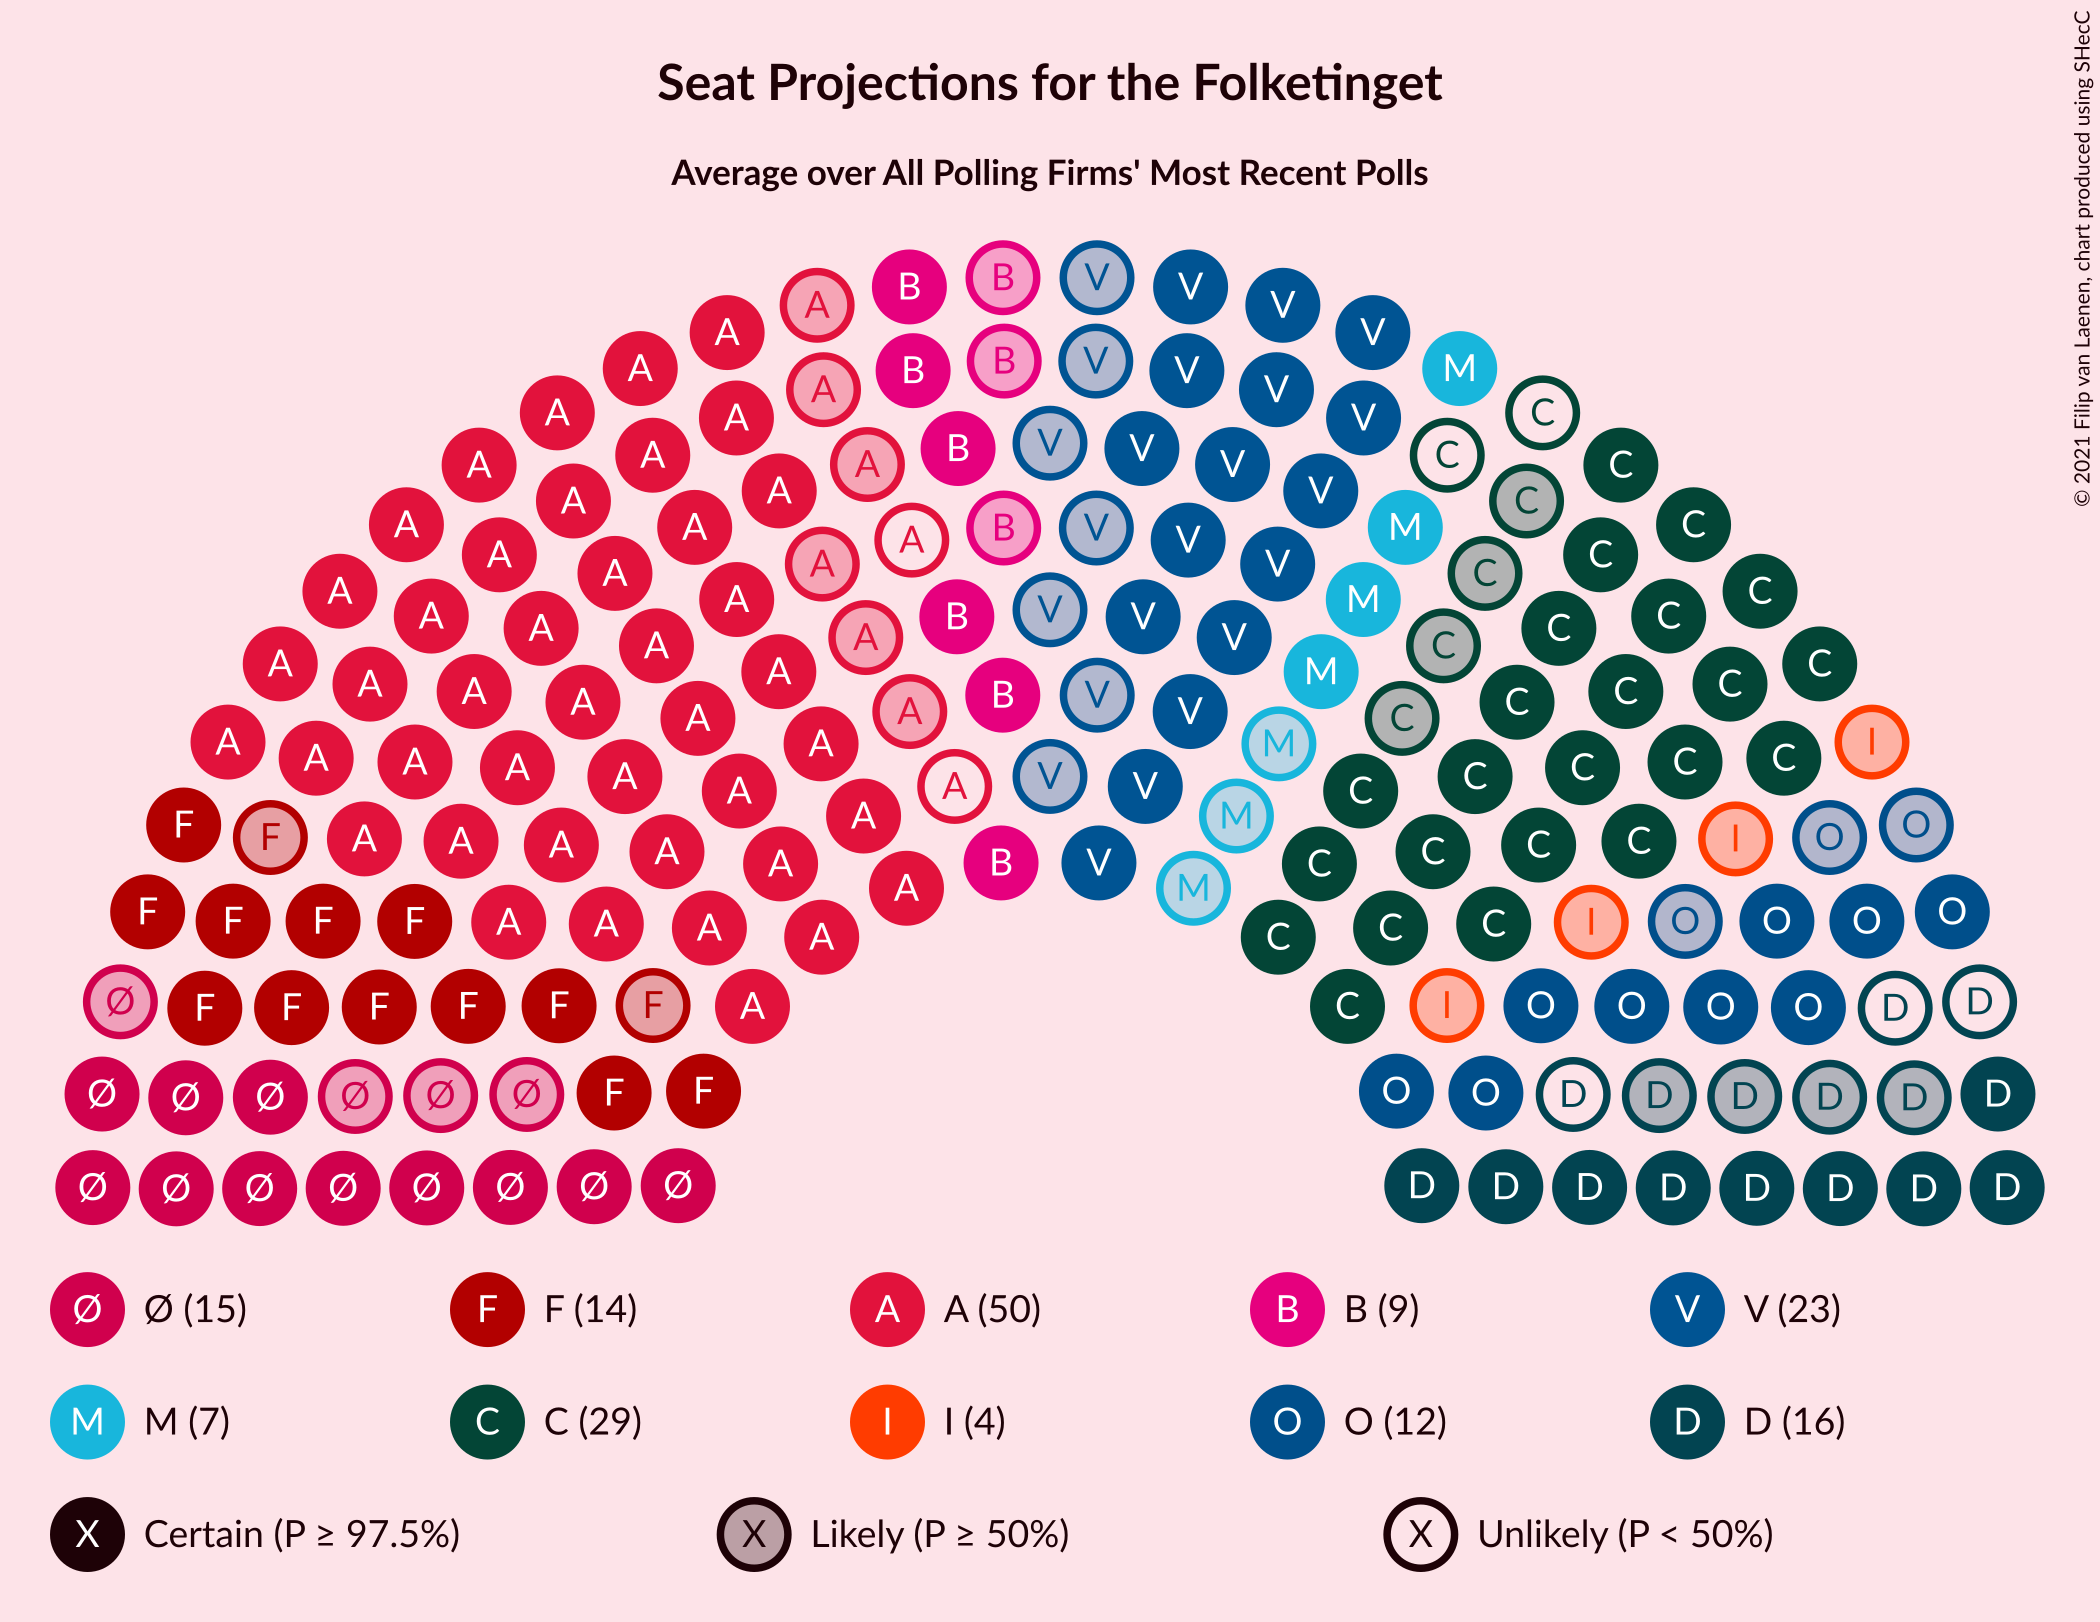 Seat Projections for the Folketinget
Average over All Polling Firms' Most Recent Polls
© 2021 Filip van Laenen, chart produced using SHecC
B B V V
A V
A V
A M
A C
A C
A C
A C
A C
A I
F O
F O
Ø D
Ø D
Ø D
Ø Ø (15) F F (14) A A (50) B B (9) V V (23)
M M (7) C C (29) I I (4) O O (12) D D (16)
X Certain (P ≥ 97.5%) X Likely (P ≥ 50%) X Unlikely (P < 50%)